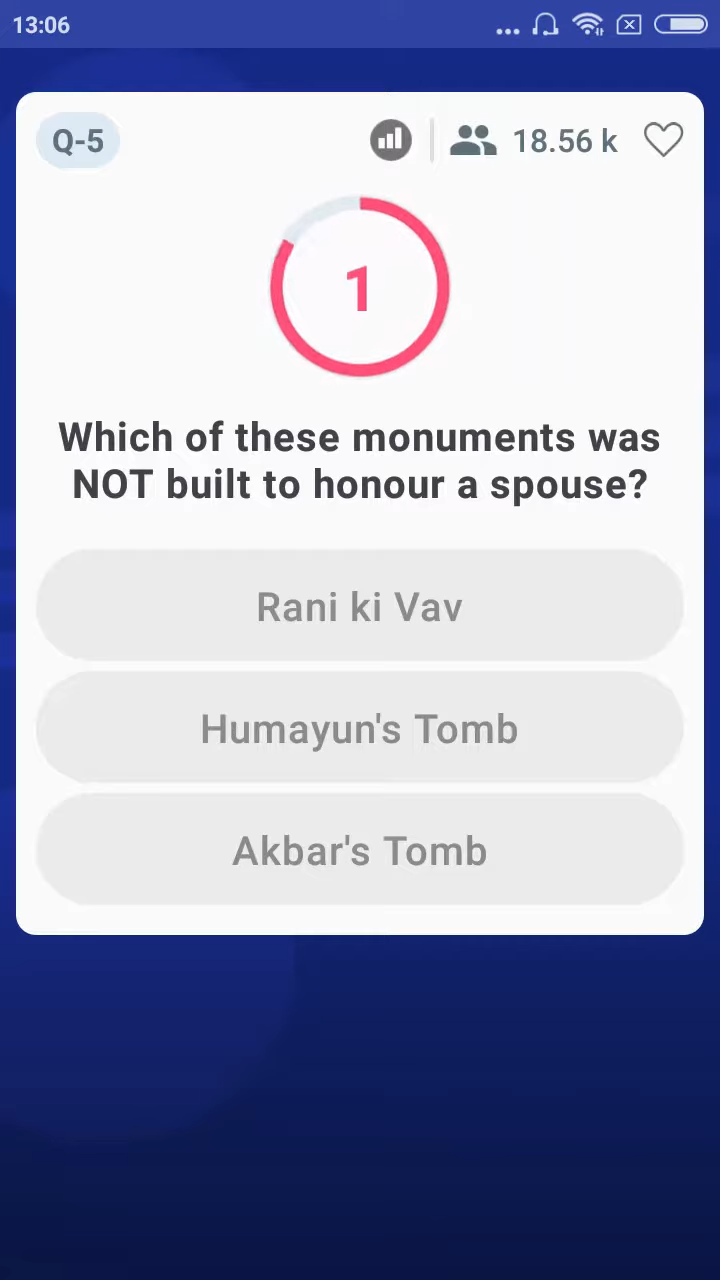 13:06
Q-5
18.56 k
1
Which of these monuments was
NOT built to honour a spouse?
Rani ki Vav
Humayun's Tomb
Akbar's Tomb